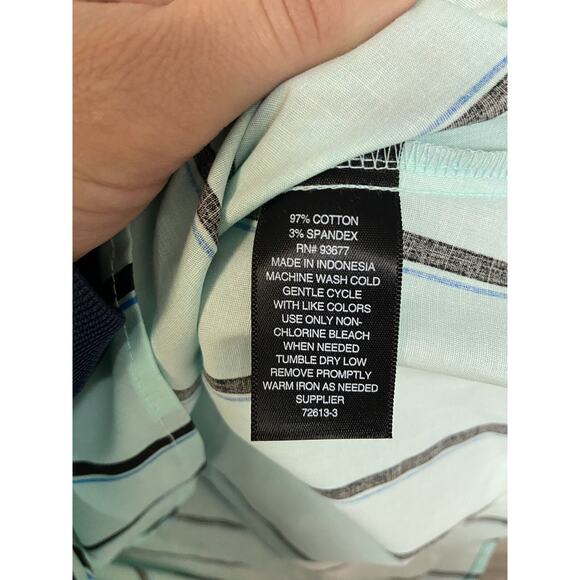 97% COTTON
3% SPANDEX
RN# 93677
MADE IN INDONESIA
MACHINE WASH COLD
GENTLE CYCLE
WITH LIKE COLORS
USE ONLY NON-
CHLORINE BLEACH
WHEN NEEDED
TUMBLE DRY LOW
REMOVE PROMPTLY
WARM IRON AS NEEDED
SUPPLIER
72613-3